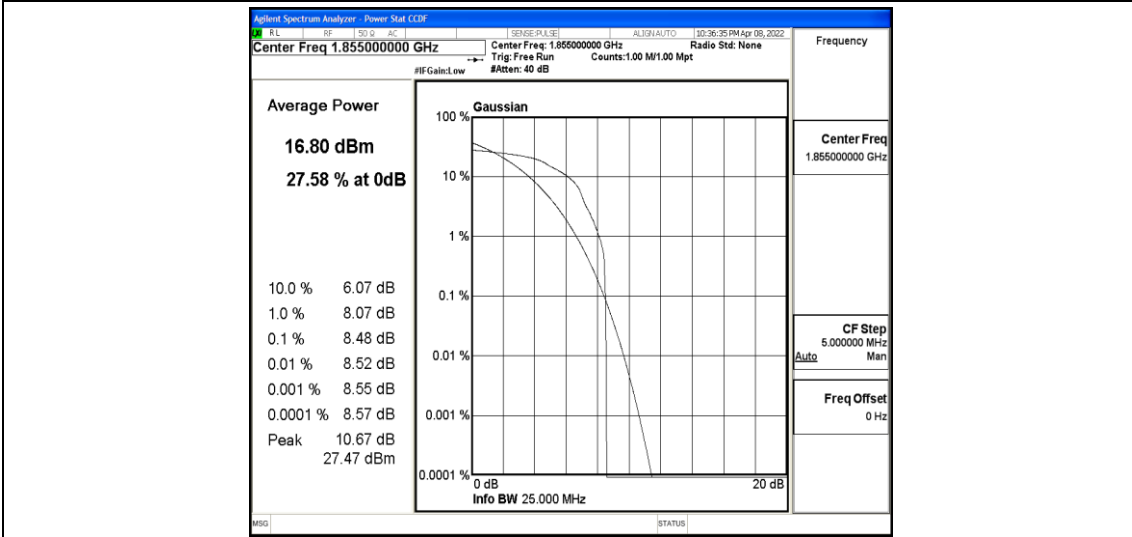 Agilent Spectrum Analyzer - Power Stat CCDF
RL RF 50 Ω AC SENSE:PULSE ALIGN AUTO 10:36:35 PM Apr 08, 2022
Center Freq 1.855000000 GHz
Center Freq: 1.855000000 GHz Radio Std: None
Trig: Free Run Counts:1.00 M/1.00 Mpt
#IFGain:Low #Atten: 40 dB
Frequency
Average Power
16.80 dBm
27.58 % at 0dB
10.0 % 6.07 dB
1.0 % 8.07 dB
0.1 % 8.48 dB
0.01 % 8.52 dB
0.001 % 8.55 dB
0.0001 % 8.57 dB
Peak 10.67 dB
27.47 dBm
Gaussian
100 %
10 %
1 %
0.1 %
0.01 %
0.001 %
0.0001 %
0 dB 20 dB
Info BW 25.000 MHz
Center Freq
1.855000000 GHz
CF Step
5.000000 MHz
Auto Man
Freq Offset
0 Hz
MSG STATUS